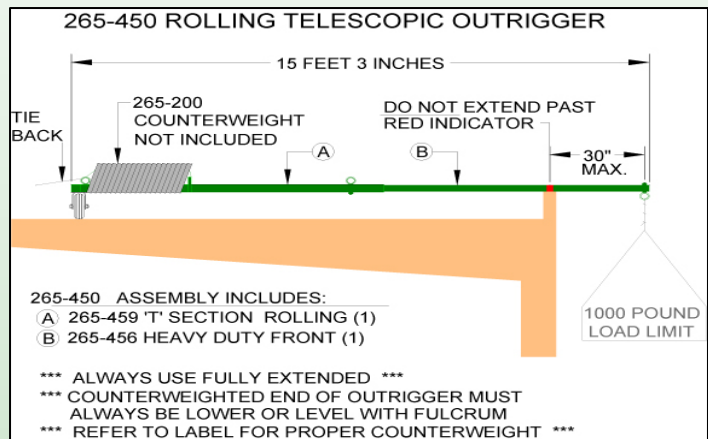 265-450 ROLLING TELESCOPIC OUTRIGGER
15 FEET 3 INCHES
TIE
BACK
265-200
COUNTERWEIGHT
NOT INCLUDED
DO NOT EXTEND PAST
RED INDICATOR
30"
MAX.
A
B
265-450 ASSEMBLY INCLUDES:
A 265-459 'T' SECTION ROLLING (1)
B 265-456 HEAVY DUTY FRONT (1)
1000 POUND
LOAD LIMIT
*** ALWAYS USE FULLY EXTENDED ***
*** COUNTERWEIGHTED END OF OUTRIGGER MUST
ALWAYS BE LOWER OR LEVEL WITH FULCRUM
*** REFER TO LABEL FOR PROPER COUNTERWEIGHT ***